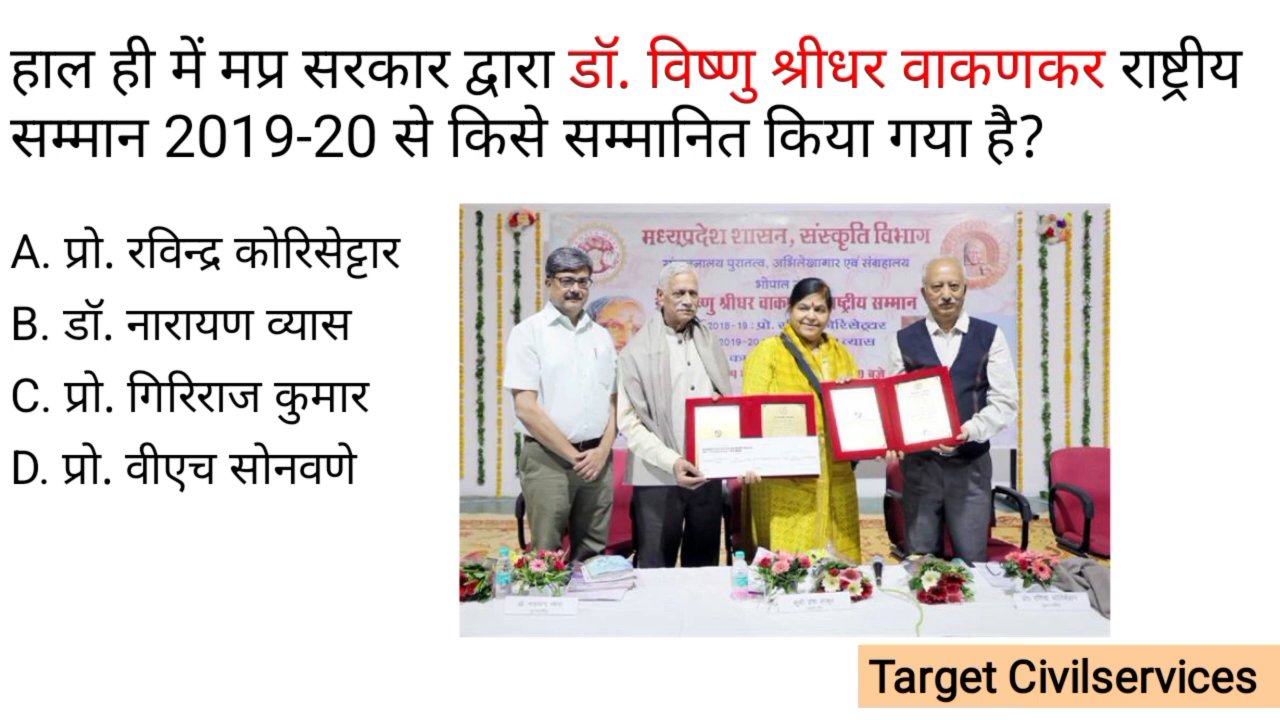 हाल ही में मप्र सरकार द्वारा डॉ. विष्णु श्रीधर वाकणकर राष्ट्रीय
सम्मान 2019-20 से किसे सम्मानित किया गया है?
A. प्रो. रविन्द्र कोरिसेट्टार
B. डॉ. नारायण व्यास
C. प्रो. गिरिराज कुमार
D. प्रो. वीएच सोनवणे
मध्यप्रदेश शासन, संस्कृति विभाग
पुरातत्व, अभिलेखागार एवं संग्रहालय
भोपाल
श्रीधर राष्ट्रीय सम्मान
2018-19 : प्रो.
2019-20 व्यास
Target Civilservices